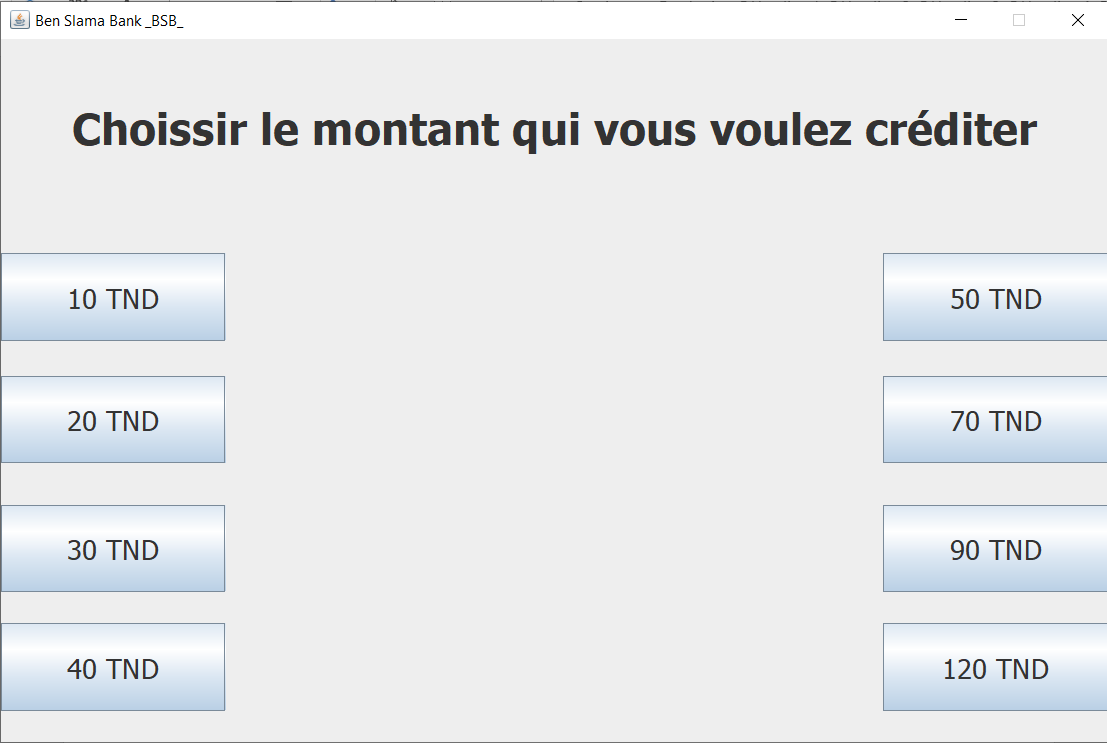 Ben Slama Bank _BSB_
Choissir le montant qui vous voulez créditer
10 TND
50 TND
20 TND
70 TND
30 TND
90 TND
40 TND
120 TND